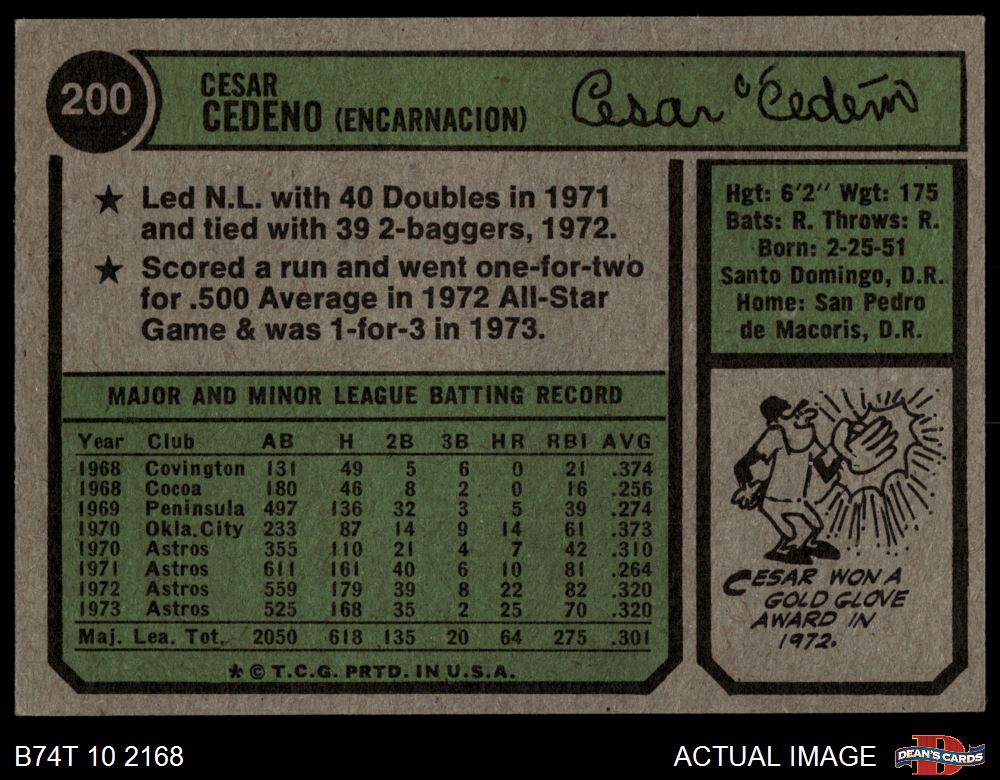 200
CESAR
CEDENO (ENCARNACION)
Cesar Cedeño
★ Led N.L. with 40 Doubles in 1971
and tied with 39 2-baggers, 1972.
★ Scored a run and went one-for-two
for .500 Average in 1972 All-Star
Game & was 1-for-3 in 1973.
Hgt: 6'2" Wgt: 175
Bats: R. Throws: R.
Born: 2-25-51
Santo Domingo, D.R.
Home: San Pedro
de Macoris, D.R.
MAJOR AND MINOR LEAGUE BATTING RECORD
Year Club AB H 2B 3B HR RBI AVG
1968 Covington 131 49 5 6 0 21 .374
1968 Cocoa 180 46 8 2 0 16 .256
1969 Peninsula 497 136 32 3 5 39 .274
1970 Okla. City 233 87 14 9 14 61 .373
1970 Astros 355 110 21 4 7 42 .310
1971 Astros 611 161 40 6 10 81 .264
1972 Astros 559 179 39 8 22 82 .320
1973 Astros 525 168 35 2 25 70 .320
Maj. Lea. Tot. 2050 618 135 20 64 275 .301
* © T.C.G. PRTD. IN U.S.A.
CESAR WON A
GOLD GLOVE
AWARD IN
1972.
B74T 10 2168
ACTUAL IMAGE
D
DEAN'S CARDS